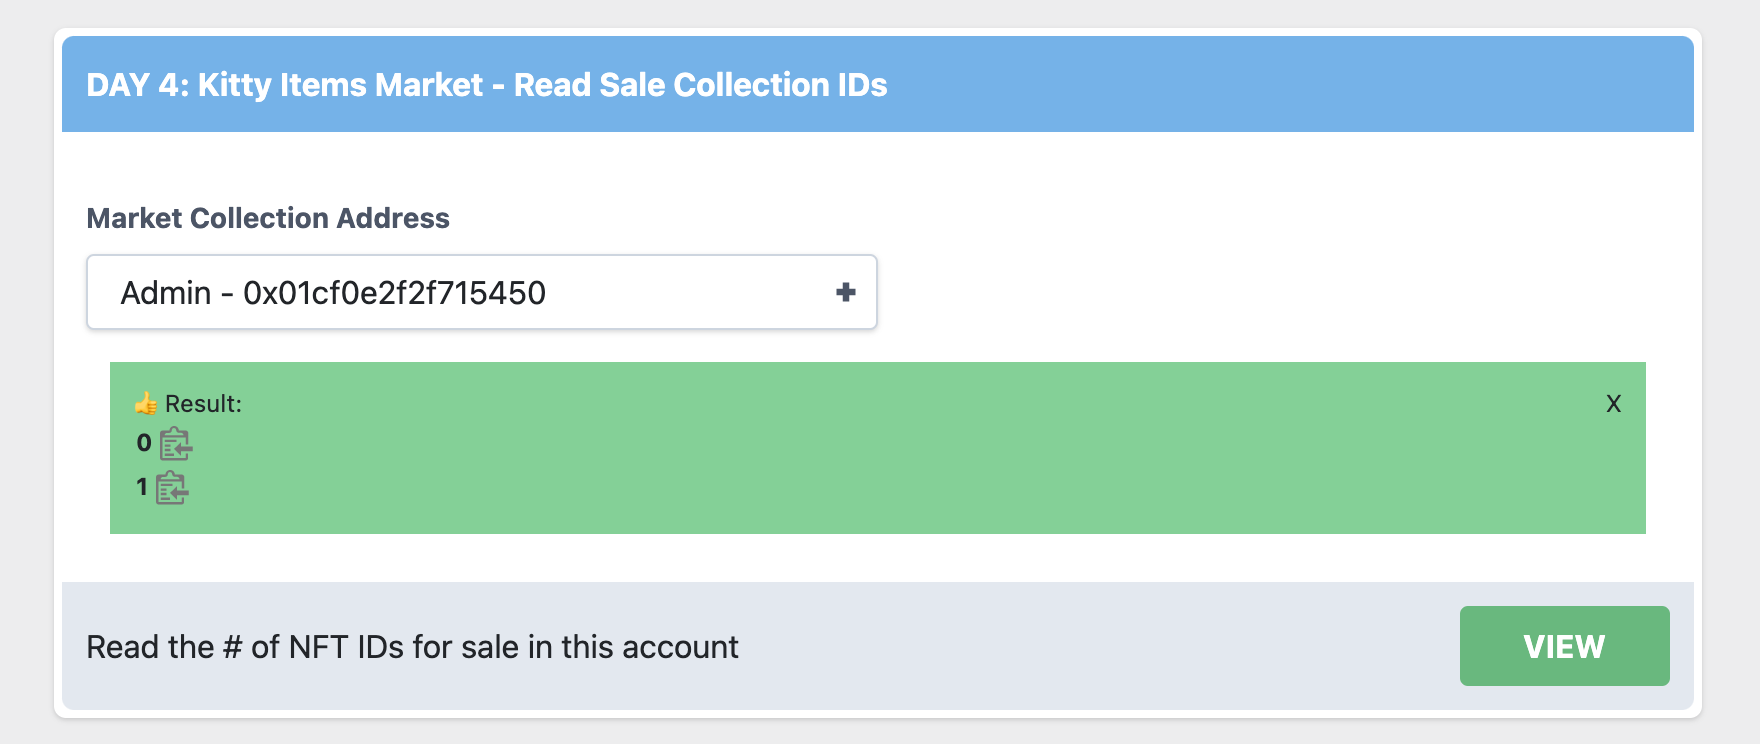 DAY 4: Kitty Items Market - Read Sale Collection IDs
Market Collection Address
Admin - 0x01cf0e2f2f715450
👍 Result:
X
0
1
Read the # of NFT IDs for sale in this account
VIEW